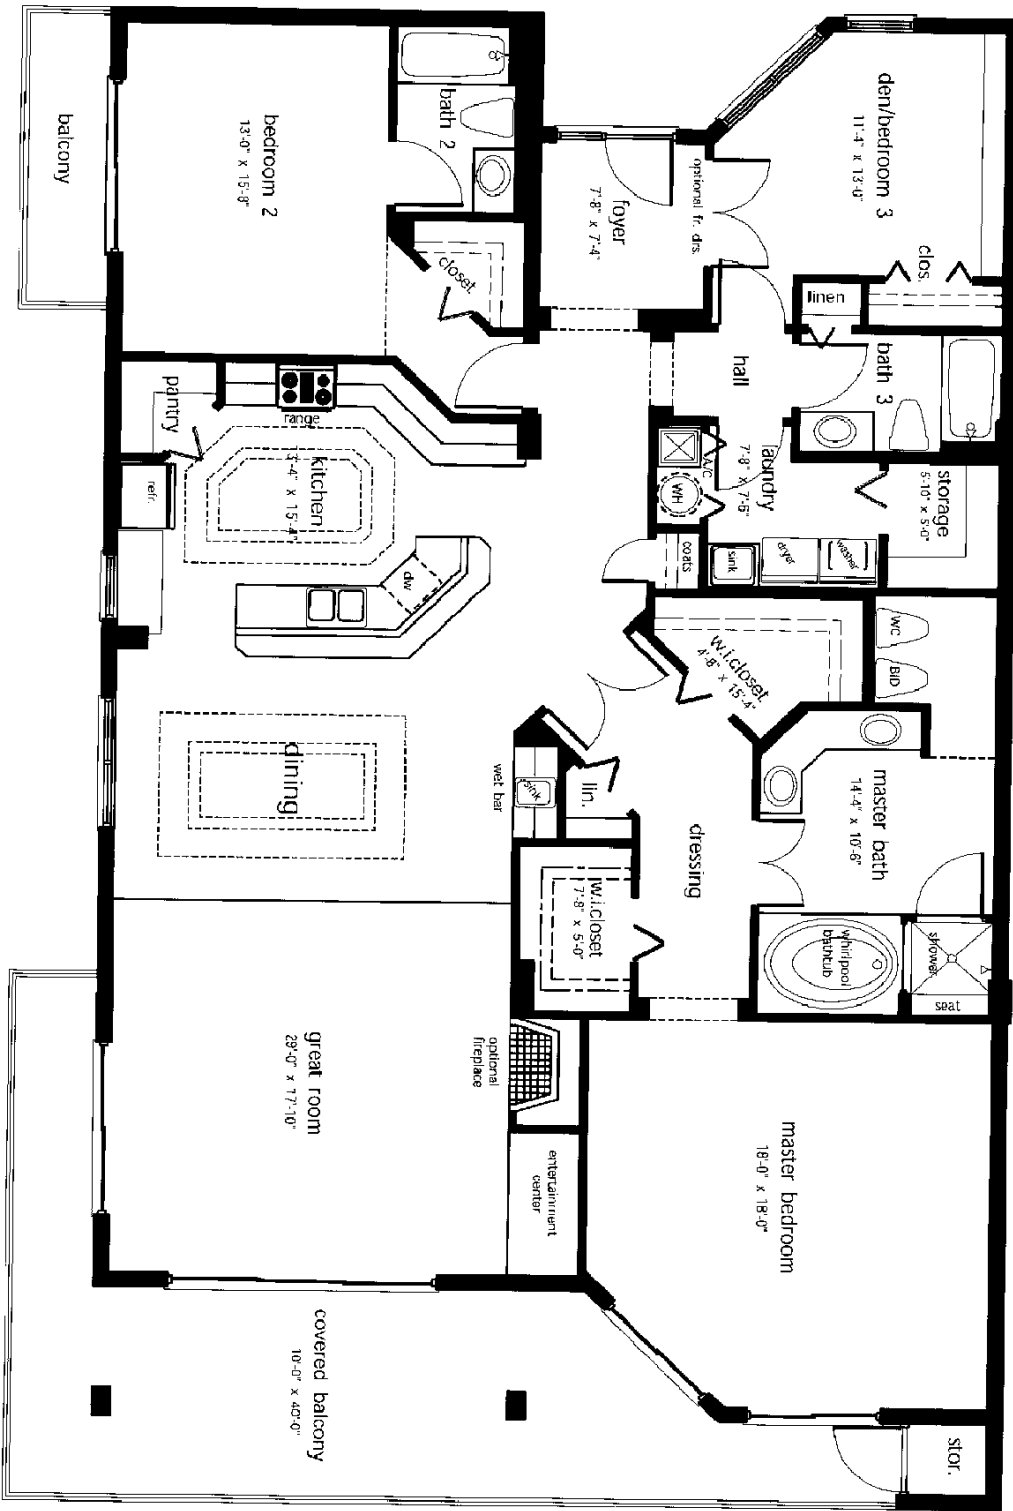 balcony
bedroom 2
13'-0" x 15'-8"
bath 2
closet
foyer
7'-8" x 7'-4"
optional fr. drs.
den/bedroom 3
11'-4" x 13'-0"
clos.
linen
bath 3
hall
pantry
range
refr.
kitchen
15'-4"
dw
A/C
WH
laundry
7'-8" x 7'-6"
storage
5'-10" x 5'-0"
coats
sink
dryer
washer
w.i.closet
4'-8" x 15'-4"
WC
BID
dining
wet bar
sink
lin.
dressing
master bath
14'-4" x 10'-6"
w.i.closet
7'-8" x 5'-0"
whirlpool
bathtub
shower
seat
great room
29'-0" x 17'-10"
optional
fireplace
entertainment
center
master bedroom
18'-0" x 18'-0"
covered balcony
10'-0" x 40'-0"
stor.